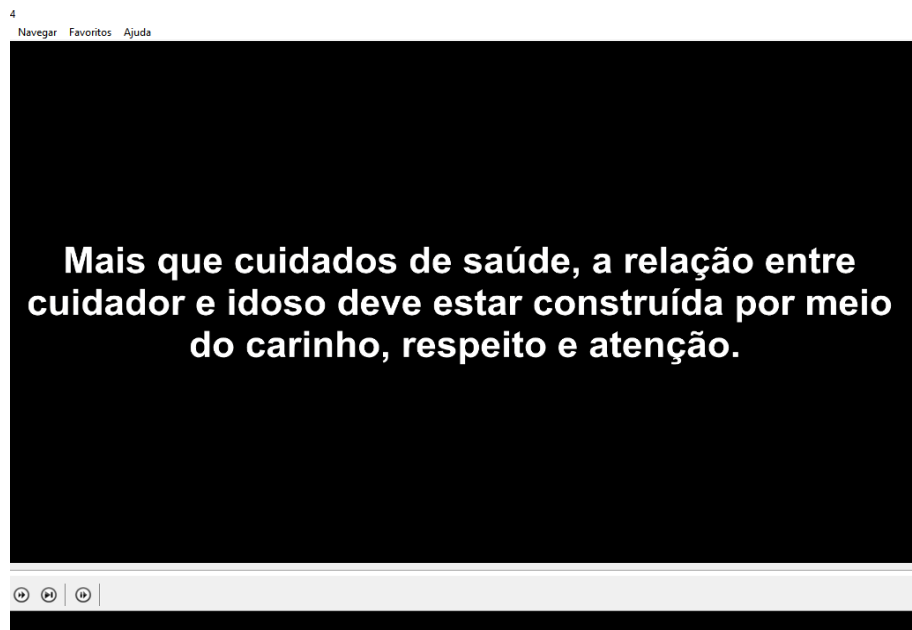 4
Navegar Favoritos Ajuda
Mais que cuidados de saúde, a relação entre
cuidador e idoso deve estar construída por meio
do carinho, respeito e atenção.